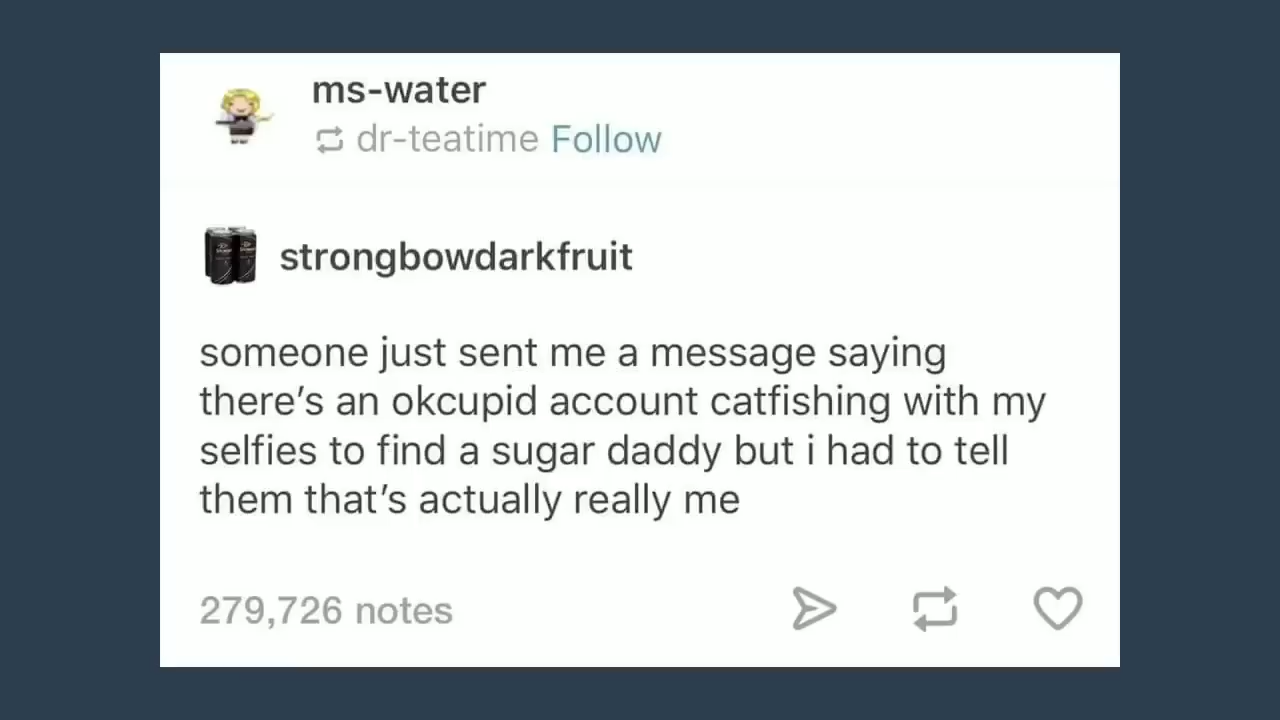 ms-water
dr-teatime Follow
strongbowdarkfruit
someone just sent me a message saying
there's an okcupid account catfishing with my
selfies to find a sugar daddy but i had to tell
them that's actually really me
279,726 notes